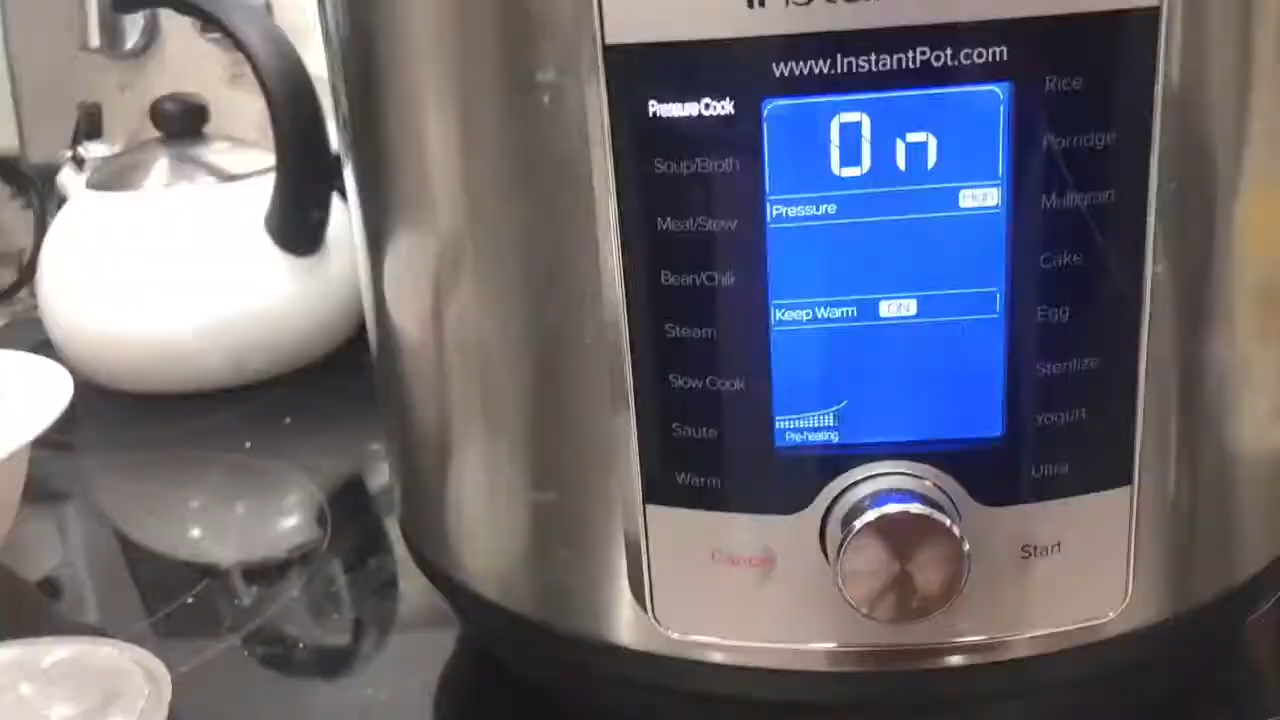 www.InstantPot.com
Pressure Cook
Soup/Broth
Meat/Stew
Bean/Chili
Steam
Slow Cook
Saute
Warm
On
Pressure High
Keep Warm ON
Pre-heating
Rice
Porridge
Multigrain
Cake
Egg
Sterilize
Yogurt
Ultra
Cancel
Start